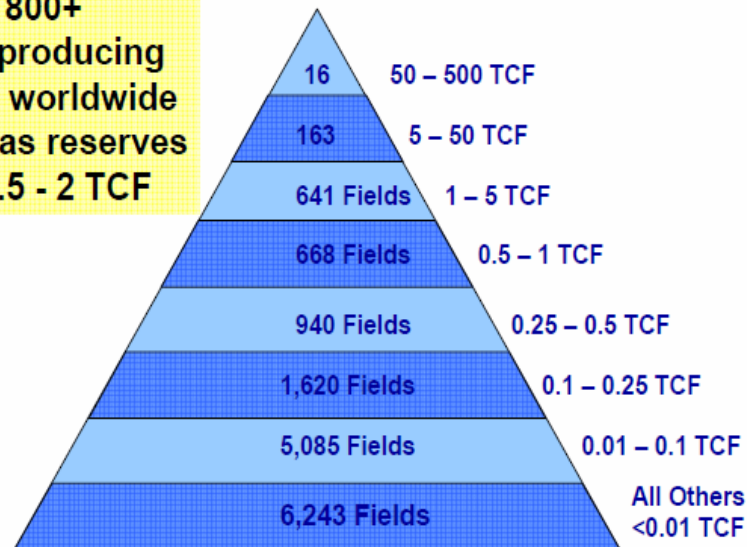 800+
producing
worldwide
as reserves
.5 - 2 TCF
16 50 – 500 TCF
163 5 – 50 TCF
641 Fields 1 – 5 TCF
668 Fields 0.5 – 1 TCF
940 Fields 0.25 – 0.5 TCF
1,620 Fields 0.1 – 0.25 TCF
5,085 Fields 0.01 – 0.1 TCF
6,243 Fields All Others
<0.01 TCF